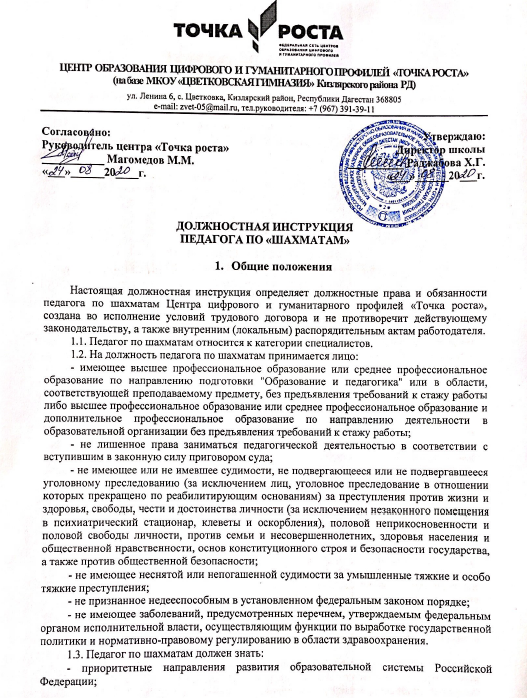 ТОЧКА РОСТА
ФЕДЕРАЛЬНАЯ СЕТЬ ЦЕНТРОВ
ОБРАЗОВАНИЯ ЦИФРОВОГО
И ГУМАНИТАРНОГО ПРОФИЛЕЙ
ЦЕНТР ОБРАЗОВАНИЯ ЦИФРОВОГО И ГУМАНИТАРНОГО ПРОФИЛЕЙ «ТОЧКА РОСТА»
(на базе МКОУ «ЦВЕТКОВСКАЯ ГИМНАЗИЯ» Кизлярского района РД)
ул. Ленина 6, с. Цветковка, Кизлярский район, Республики Дагестан 368805
e-mail: zvet-05@mail.ru, тел.руководителя: +7 (967) 391-39-11
Согласовано:
Руководитель центра «Точка роста»
Магомедов М.М.
«24» 08 2020 г.
Утверждаю:
Директор школы
Раджабова Х.Г.
«24» 08 2020 г.
ДОЛЖНОСТНАЯ ИНСТРУКЦИЯ
ПЕДАГОГА ПО «ШАХМАТАМ»
1. Общие положения
Настоящая должностная инструкция определяет должностные права и обязанности
педагога по шахматам Центра цифрового и гуманитарного профилей «Точка роста»,
создана во исполнение условий трудового договора и не противоречит действующему
законодательству, а также внутренним (локальным) распорядительным актам работодателя.
1.1. Педагог по шахматам относится к категории специалистов.
1.2. На должность педагога по шахматам принимается лицо:
- имеющее высшее профессиональное образование или среднее профессиональное
образование по направлению подготовки "Образование и педагогика" или в области,
соответствующей преподаваемому предмету, без предъявления требований к стажу работы
либо высшее профессиональное образование или среднее профессиональное образование и
дополнительное профессиональное образование по направлению деятельности в
образовательной организации без предъявления требований к стажу работы;
- не лишенное права заниматься педагогической деятельностью в соответствии с
вступившим в законную силу приговором суда;
- не имеющее или не имевшее судимости, не подвергающееся или не подвергавшееся
уголовному преследованию (за исключением лиц, уголовное преследование в отношении
которых прекращено по реабилитирующим основаниям) за преступления против жизни и
здоровья, свободы, чести и достоинства личности (за исключением незаконного помещения
в психиатрический стационар, клеветы и оскорбления), половой неприкосновенности и
половой свободы личности, против семьи и несовершеннолетних, здоровья населения и
общественной нравственности, основ конституционного строя и безопасности государства,
а также против общественной безопасности;
- не имеющее неснятой или непогашенной судимости за умышленные тяжкие и особо
тяжкие преступления;
- не признанное недееспособным в установленном федеральным законом порядке;
- не имеющее заболеваний, предусмотренных перечнем, утверждаемым федеральным
органом исполнительной власти, осуществляющим функции по выработке государственной
политики и нормативно-правовому регулированию в области здравоохранения.
1.3. Педагог по шахматам должен знать:
- приоритетные направления развития образовательной системы Российской
Федерации;